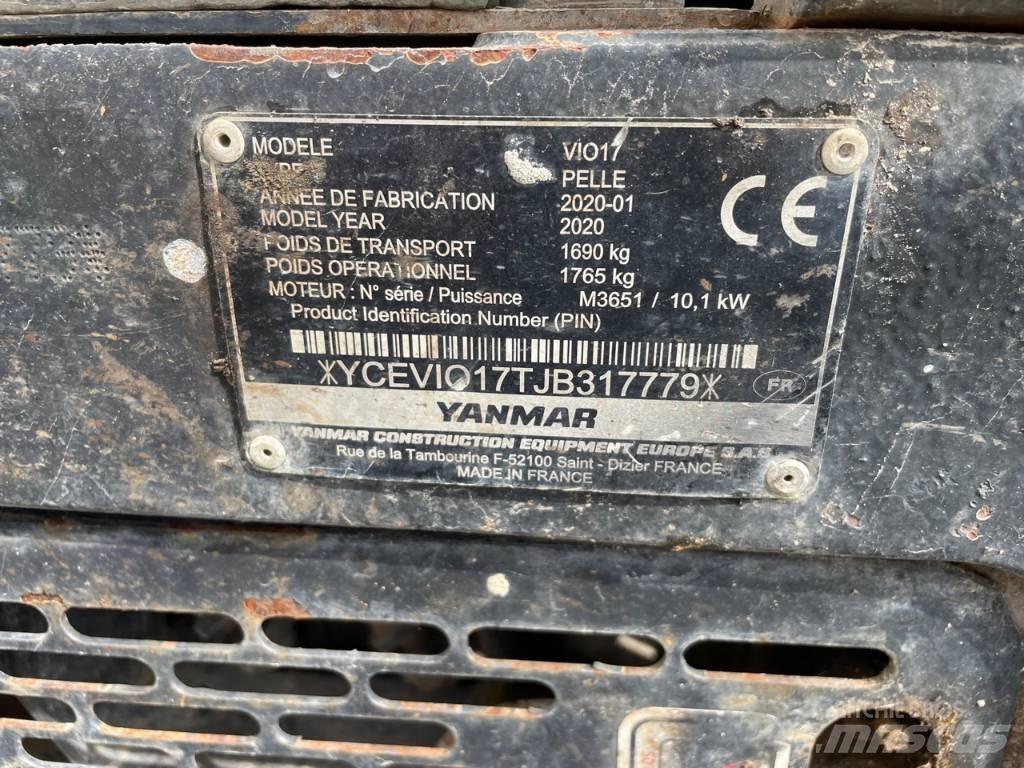 MODELE VIO17
PELLE
ANNEE DE FABRICATION 2020-01
MODEL YEAR 2020
POIDS DE TRANSPORT 1690 kg
POIDS OPERATIONNEL 1765 kg
MOTEUR : N° série / Puissance M3651 / 10,1 kW
Product Identification Number (PIN)
*YCEVIO17TJB317779*
CE
FR
YANMAR
YANMAR CONSTRUCTION EQUIPMENT EUROPE S.A.S
Rue de la Tambourine F-52100 Saint - Dizier FRANCE
MADE IN FRANCE
MASCUS